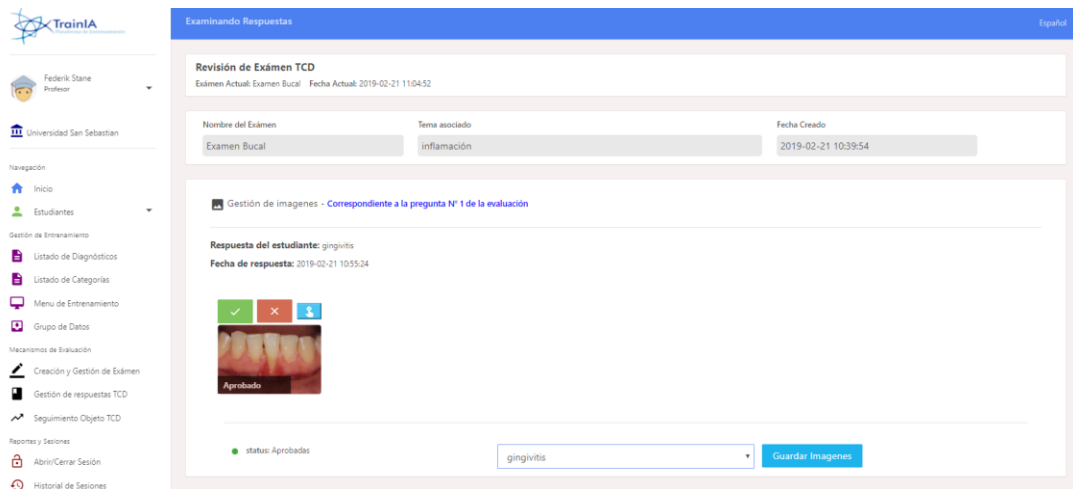 TrainIA
Plataforma de Entrenamiento
Federik Stane
Profesor
Universidad San Sebastian
Navegación
Inicio
Estudiantes
Gestión de Entrenamiento
Listado de Diagnósticos
Listado de Categorías
Menu de Entrenamiento
Grupo de Datos
Mecanismos de Evaluación
Creación y Gestión de Exámen
Gestión de respuestas TCD
Seguimiento Objeto TCD
Reportes y Sesiones
Abrir/Cerrar Sesión
Historial de Sesiones
Examinando Respuestas
Español
Revisión de Exámen TCD
Exámen Actual: Examen Bucal Fecha Actual: 2019-02-21 11:04:52
Nombre del Exámen
Tema asociado
Fecha Creado
Examen Bucal
inflamación
2019-02-21 10:39:54
Gestión de imagenes - Correspondiente a la pregunta N° 1 de la evaluación
Respuesta del estudiante: gingivitis
Fecha de respuesta: 2019-02-21 10:55:24
Aprobado
status: Aprobadas
gingivitis
Guardar Imagenes